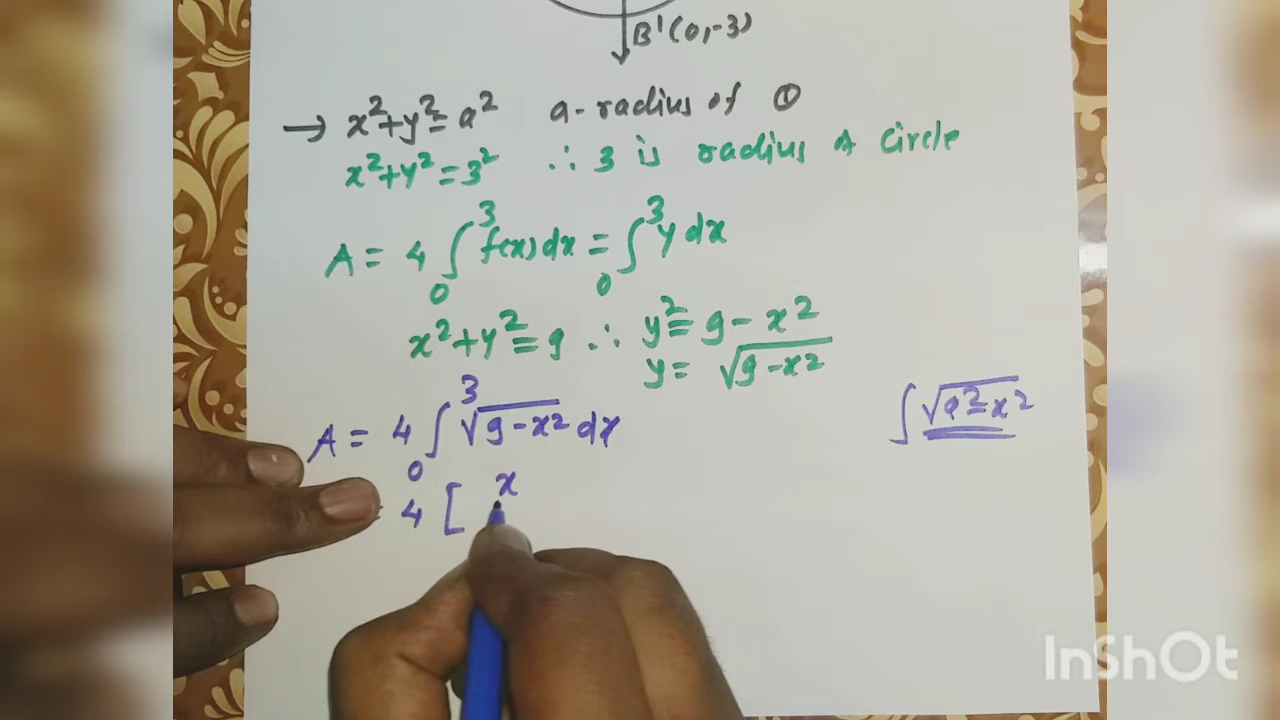 B'(0,-3)
→ x²+y²=a² a-radius of ①
x²+y²=3² ∴ 3 is radius of circle
A = 4 ∫₀³ f(x) dx = ∫₀³ y dx
x²+y²=9 ∴ y²=9-x²
y = √9-x²
A = 4 ∫₀³ √9-x² dx
∫√a²-x²
4 [ x
InShOt